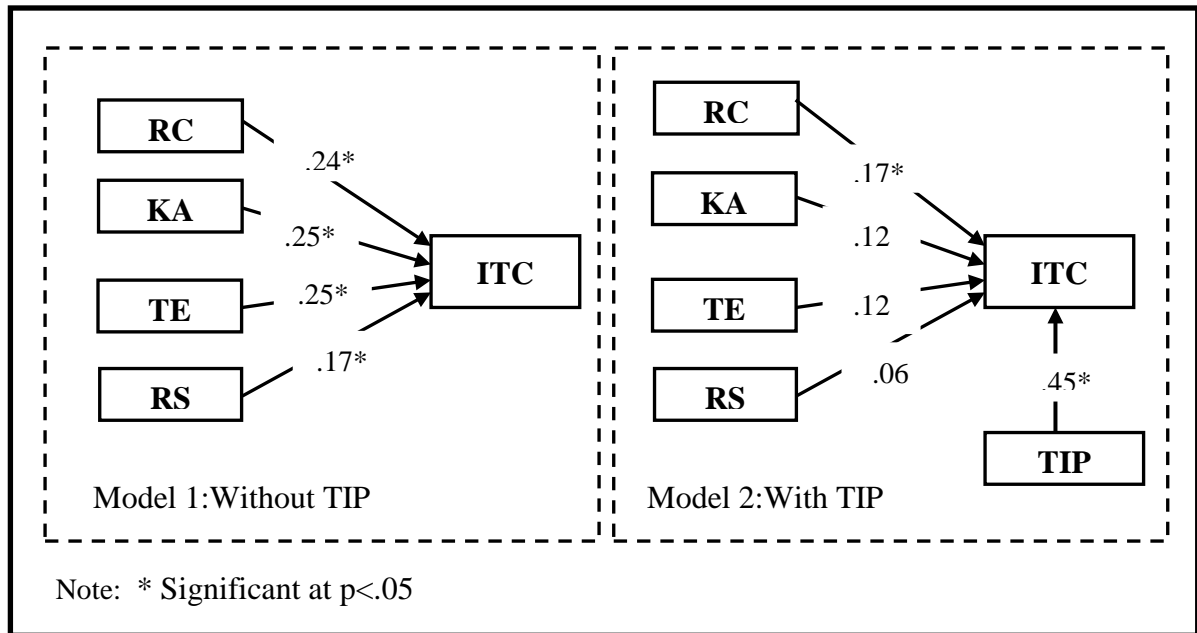 RC
.24*
KA
.25*
ITC
TE
.25*
RS
.17*
Model 1:Without TIP
RC
.17*
KA
.12
ITC
TE
.12
RS
.06
.45*
TIP
Model 2:With TIP
Note: * Significant at p<.05